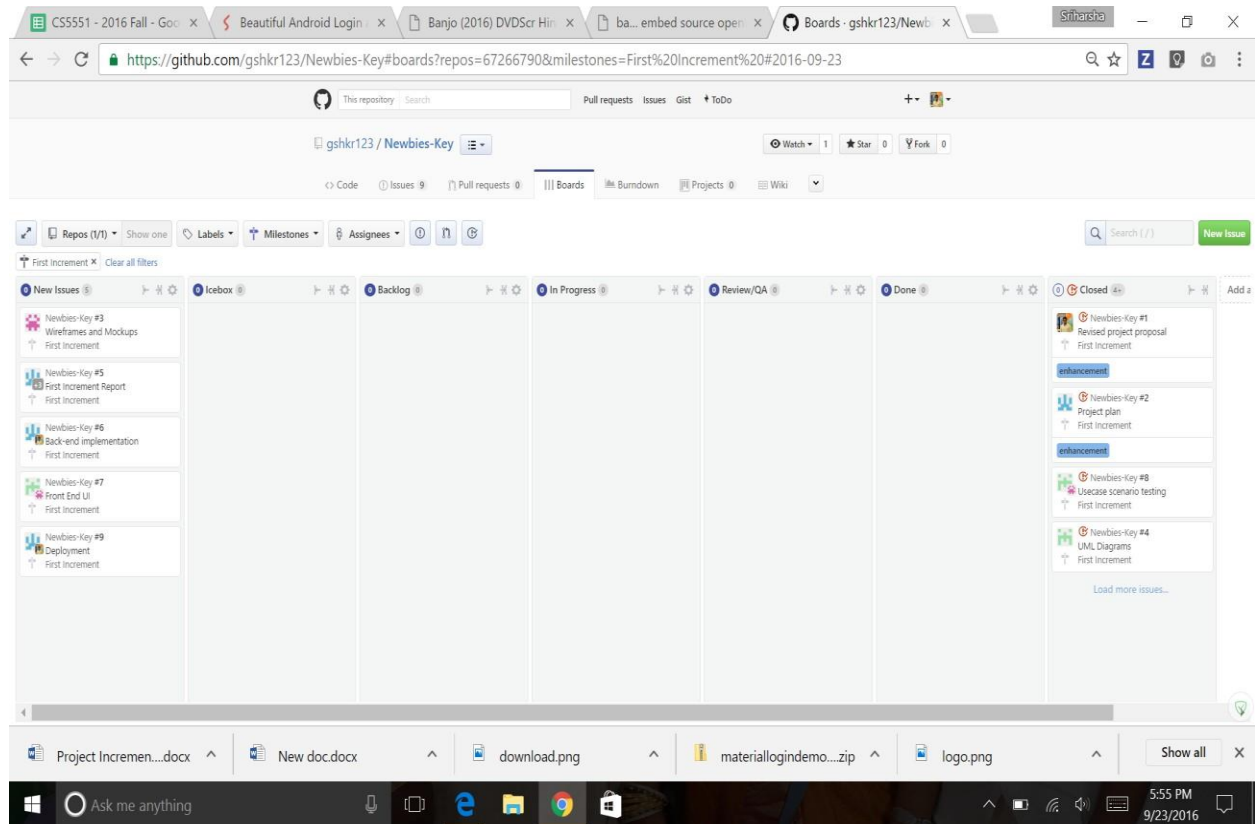 CS5551 - 2016 Fall - Goo
Beautiful Android Login
Banjo (2016) DVDScr Hin
ba... embed source open
Boards · gshkr123/Newb
Sriharsha
https://github.com/gshkr123/Newbies-Key#boards?repos=67266790&milestones=First%20Increment%20#2016-09-23
Z
This repository Search
Pull requests Issues Gist ToDo
gshkr123 / Newbies-Key
Watch 1 Star 0 Fork 0
Code Issues 9 Pull requests 0 Boards Burndown Projects 0 Wiki
Repos (1/1) Show one Labels Milestones Assignees
Search (/) New Issue
First Increment × Clear all filters
0 New Issues 5
0 Icebox 0
0 Backlog 0
0 In Progress 0
0 Review/QA 0
0 Done 0
0 Closed 4+
Add a
Newbies-Key #3
Wireframes and Mockups
First Increment
Newbies-Key #5
+3 First Increment Report
First Increment
Newbies-Key #6
Back-end implementation
First Increment
Newbies-Key #7
Front End UI
First Increment
Newbies-Key #9
Deployment
First Increment
Newbies-Key #1
Revised project proposal
First Increment
enhancement
Newbies-Key #2
Project plan
First Increment
enhancement
Newbies-Key #8
Usecase scenario testing
First Increment
Newbies-Key #4
UML Diagrams
First Increment
Load more issues...
Project Incremen....docx
New doc.docx
download.png
materiallogindemo....zip
logo.png
Show all
Ask me anything
5:55 PM
9/23/2016